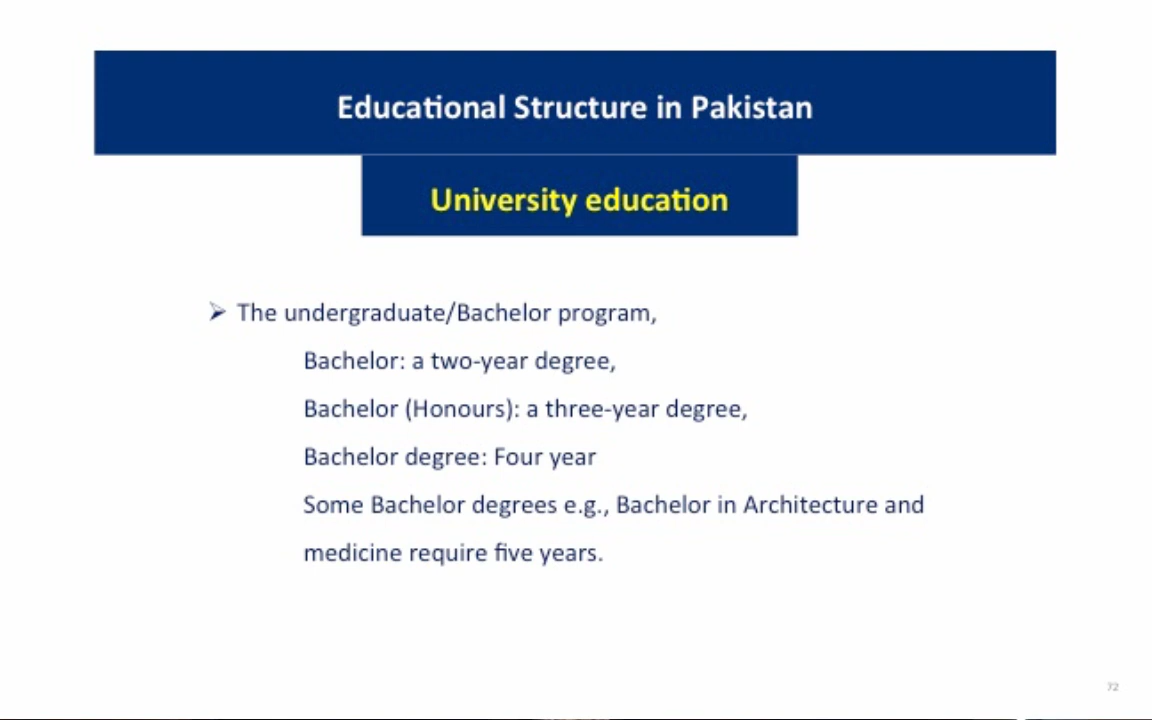 Educational Structure in Pakistan
University education
➢ The undergraduate/Bachelor program,
Bachelor: a two-year degree,
Bachelor (Honours): a three-year degree,
Bachelor degree: Four year
Some Bachelor degrees e.g., Bachelor in Architecture and
medicine require five years.
72